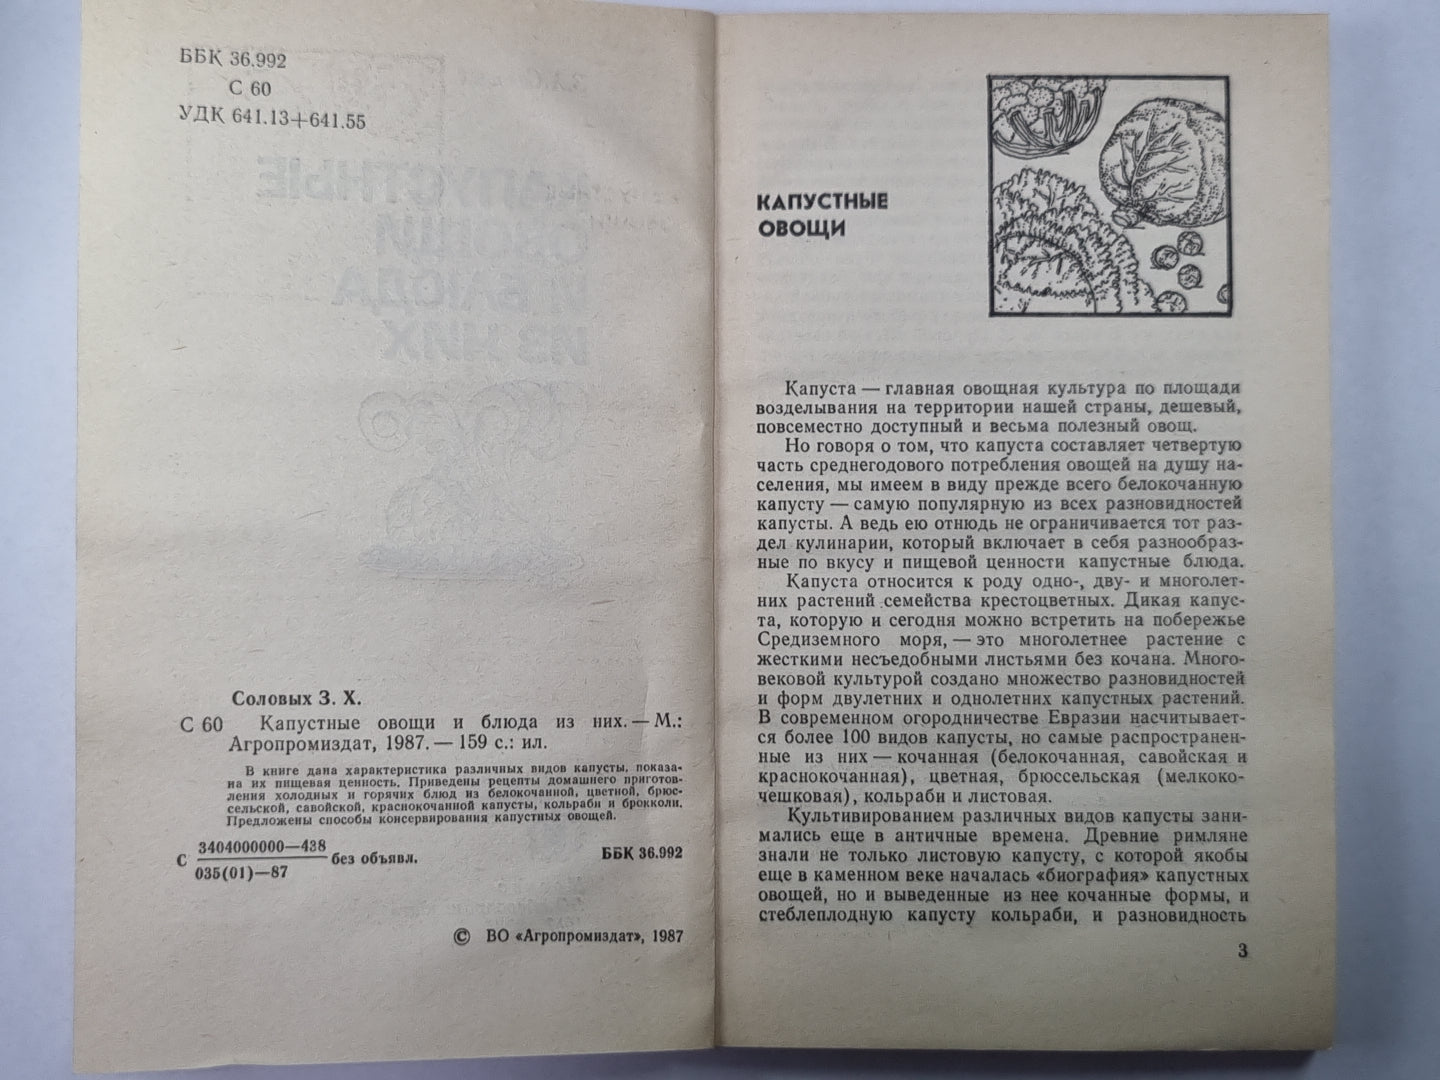 ББК 36.992
С 60
УДК 641.13+641.55
Соловых З. Х.
С 60 Капустные овощи и блюда из них. — М.:
Агропромиздат, 1987. — 159 с.: ил.
В книге дана характеристика различных видов капусты, показа-
на их пищевая ценность. Приведены рецепты домашнего приготов-
ления холодных и горячих блюд из белокочанной, цветной, брюс-
сельской, савойской, краснокочанной капусты, кольраби и брокколи.
Предложены способы консервирования капустных овощей.
С 3404000000—438
035(01)—87 без объявл.
ББК 36.992
© ВО «Агропромиздат», 1987
КАПУСТНЫЕ
ОВОЩИ
Капуста — главная овощная культура по площади
возделывания на территории нашей страны, дешевый,
повсеместно доступный и весьма полезный овощ.
Но говоря о том, что капуста составляет четвертую
часть среднегодового потребления овощей на душу на-
селения, мы имеем в виду прежде всего белокочанную
капусту — самую популярную из всех разновидностей
капусты. А ведь ею отнюдь не ограничивается тот раз-
дел кулинарии, который включает в себя разнообраз-
ные по вкусу и пищевой ценности капустные блюда.
Капуста относится к роду одно-, дву- и многолет-
них растений семейства крестоцветных. Дикая капус-
та, которую и сегодня можно встретить на побережье
Средиземного моря, — это многолетнее растение с
жесткими несъедобными листьями без кочана. Много-
вековой культурой создано множество разновидностей
и форм двулетних и однолетних капустных растений.
В современном огородничестве Евразии насчитывает-
ся более 100 видов капусты, но самые распространен-
ные из них — кочанная (белокочанная, савойская и
краснокочанная), цветная, брюссельская (мелкоко-
чешковая), кольраби и листовая.
Культивированием различных видов капусты зани-
мались еще в античные времена. Древние римляне
знали не только листовую капусту, с которой якобы
еще в каменном веке началась «биография» капустных
овощей, но и выведенные из нее кочанные формы, и
стеблеплодную капусту кольраби, и разновидность
3